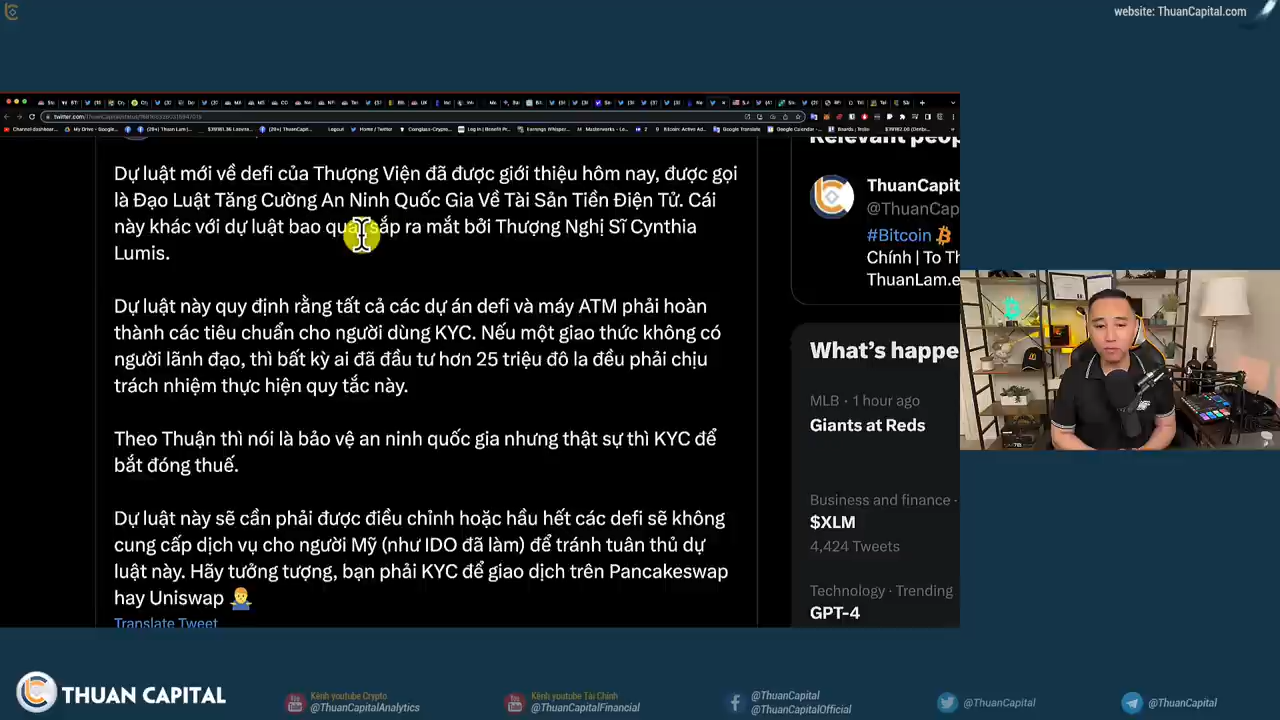 website: ThuanCapital.com
twitter.com
Dự luật mới về defi của Thượng Viện đã được giới thiệu hôm nay, được gọi
là Đạo Luật Tăng Cường An Ninh Quốc Gia Về Tài Sản Tiền Điện Tử. Cái
này khác với dự luật bao quát sắp ra mắt bởi Thượng Nghị Sĩ Cynthia
Lumis.
Dự luật này quy định rằng tất cả các dự án defi và máy ATM phải hoàn
thành các tiêu chuẩn cho người dùng KYC. Nếu một giao thức không có
người lãnh đạo, thì bất kỳ ai đã đầu tư hơn 25 triệu đô la đều phải chịu
trách nhiệm thực hiện quy tắc này.
Theo Thuận thì nói là bảo vệ an ninh quốc gia nhưng thật sự thì KYC để
bắt đóng thuế.
Dự luật này sẽ cần phải được điều chỉnh hoặc hầu hết các defi sẽ không
cung cấp dịch vụ cho người Mỹ (như IDO đã làm) để tránh tuân thủ dự
luật này. Hãy tưởng tượng, bạn phải KYC để giao dịch trên Pancakeswap
hay Uniswap
Translate Tweet
Relevant peop
ThuanCapit
@ThuanCap
#Bitcoin
Chính | To Th
ThuanLam.e
What's happe
MLB · 1 hour ago
Giants at Reds
Business and finance ·
$XLM
4,424 Tweets
Technology · Trending
GPT-4
THUAN CAPITAL
Kênh youtube Crypto
@ThuanCapitalAnalytics
Kênh youtube Tài Chính
@ThuanCapitalFinancial
@ThuanCapital
@ThuanCapitalOfficial
@ThuanCapital
@ThuanCapital